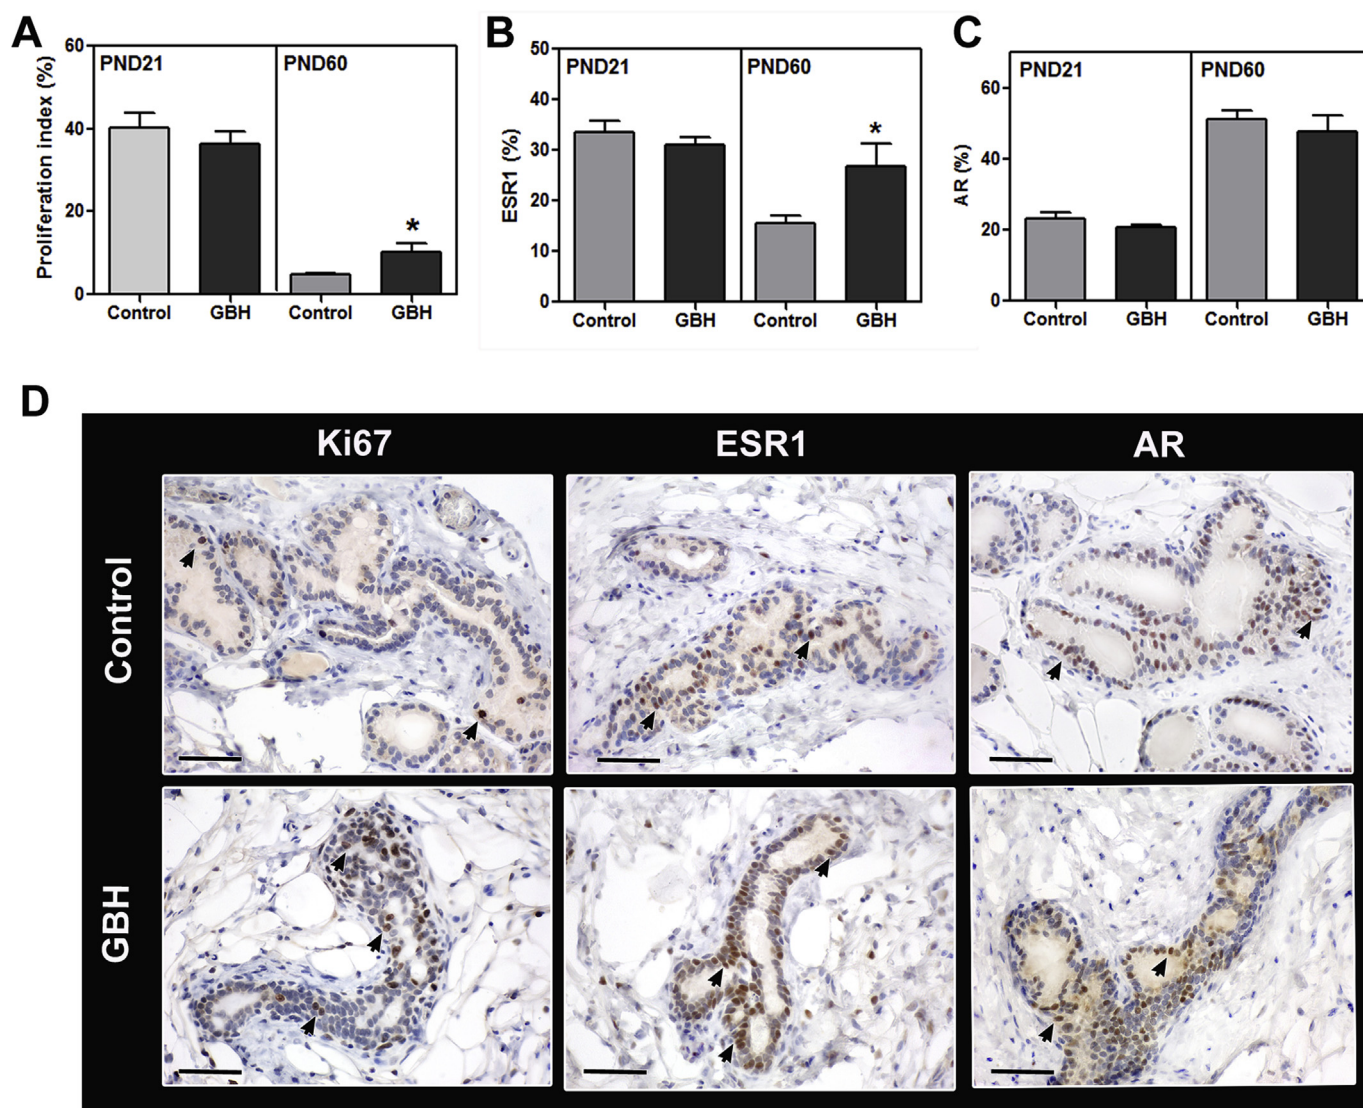 A
Proliferation index (%)
60
40
20
0
PND21
PND60
Control
GBH
Control
GBH
*
B
ESR1 (%)
50
40
30
20
10
0
PND21
PND60
Control
GBH
Control
GBH
*
C
AR (%)
60
40
20
0
PND21
PND60
Control
GBH
Control
GBH
D
Ki67
ESR1
AR
Control
GBH